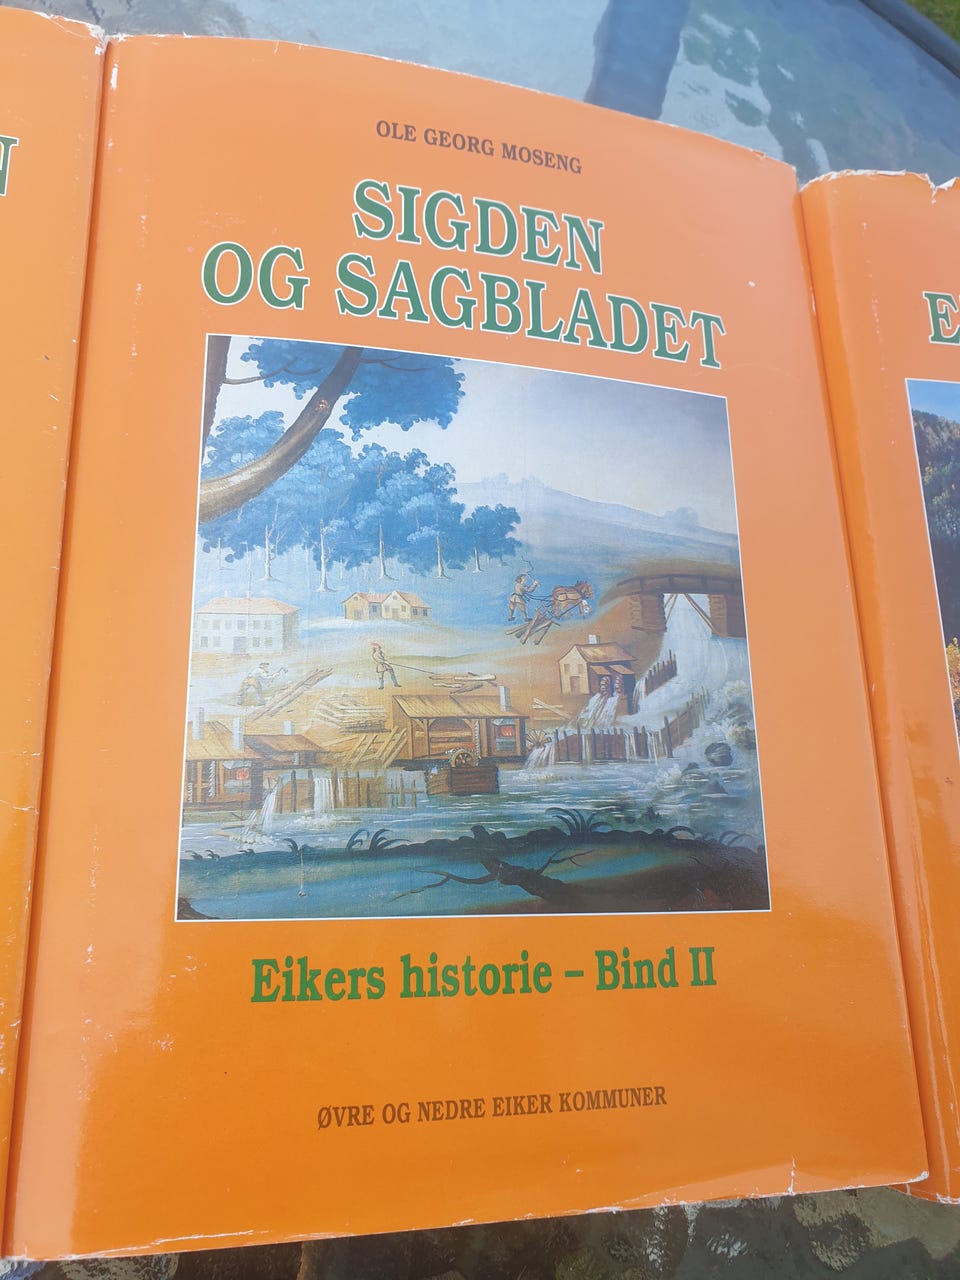 OLE GEORG MOSENG
SIGDEN
OG SAGBLADET
Eikers historie – Bind II
ØVRE OG NEDRE EIKER KOMMUNER